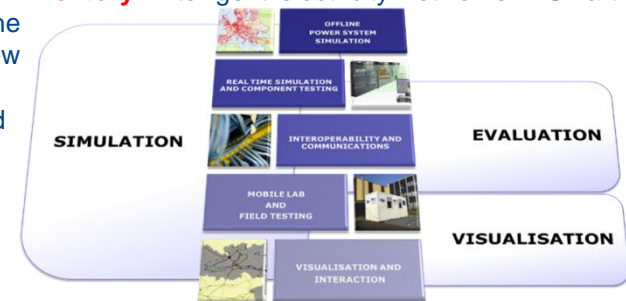 OFFLINE
POWER SYSTEM
SIMULATION
REAL TIME SIMULATION
AND COMPONENT TESTING
SIMULATION
INTEROPERABILITY AND
COMMUNICATIONS
EVALUATION
MOBILE LAB
AND
FIELD TESTING
VISUALISATION
VISUALISATION AND
INTERACTION